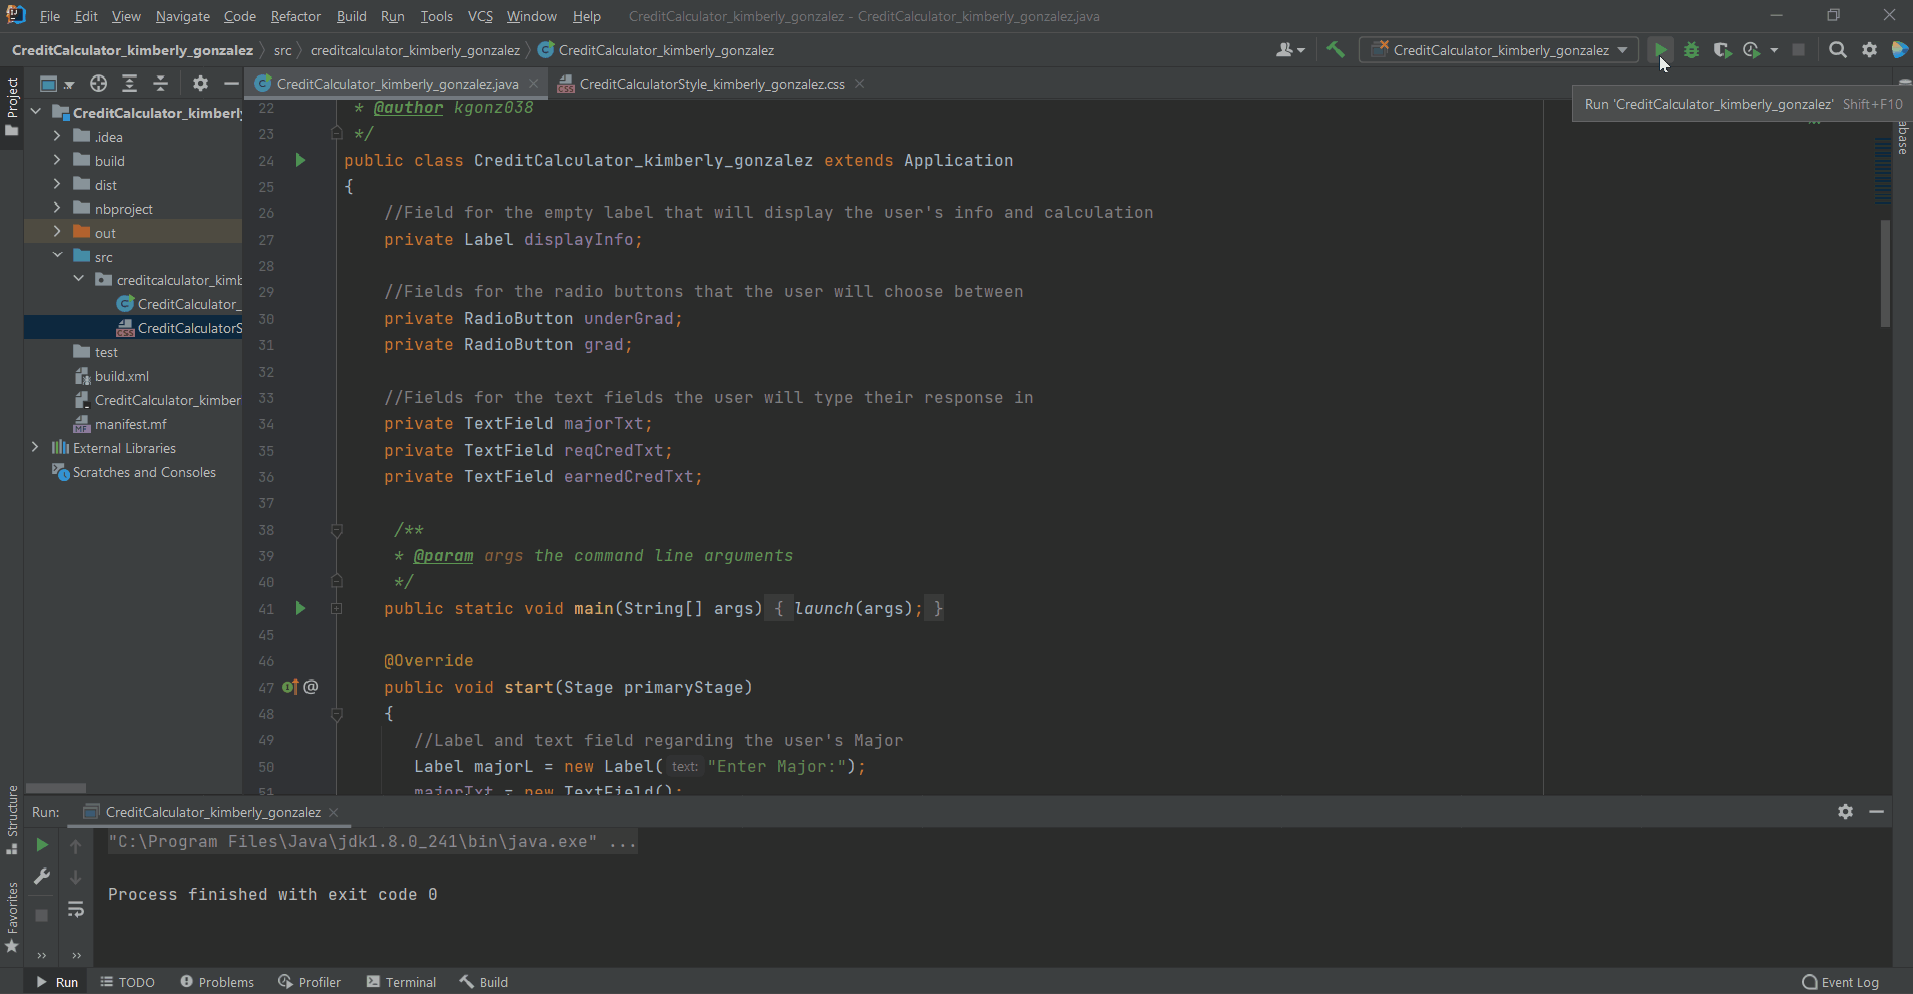 File Edit View Navigate Code Refactor Build Run Tools VCS Window Help CreditCalculator_kimberly_gonzalez - CreditCalculator_kimberly_gonzalez.java
CreditCalculator_kimberly_gonzalez src creditcalculator_kimberly_gonzalez CreditCalculator_kimberly_gonzalez CreditCalculator_kimberly_gonzalez
CreditCalculator_kimberly_gonzalez.java CreditCalculatorStyle_kimberly_gonzalez.css
Run 'CreditCalculator_kimberly_gonzalez' Shift+F10
Project
CreditCalculator_kimberly
.idea
build
dist
nbproject
out
src
creditcalculator_kimb
CreditCalculator_
CreditCalculatorS
test
build.xml
CreditCalculator_kimber
manifest.mf
External Libraries
Scratches and Consoles
22 * @author kgonz038
23 */
24 public class CreditCalculator_kimberly_gonzalez extends Application
25 {
26 //Field for the empty label that will display the user's info and calculation
27 private Label displayInfo;
28
29 //Fields for the radio buttons that the user will choose between
30 private RadioButton underGrad;
31 private RadioButton grad;
32
33 //Fields for the text fields the user will type their response in
34 private TextField majorTxt;
35 private TextField reqCredTxt;
36 private TextField earnedCredTxt;
37
38 /**
39 * @param args the command line arguments
40 */
41 public static void main(String[] args) { launch(args); }
45
46 @Override
47 public void start(Stage primaryStage)
48 {
49 //Label and text field regarding the user's Major
50 Label majorL = new Label( text: "Enter Major:");
51 majorTxt = new TextField();
abase
Structure
Favorites
Run: CreditCalculator_kimberly_gonzalez
"C:\Program Files\Java\jdk1.8.0_241\bin\java.exe" ...
Process finished with exit code 0
Run TODO Problems Profiler Terminal Build Event Log